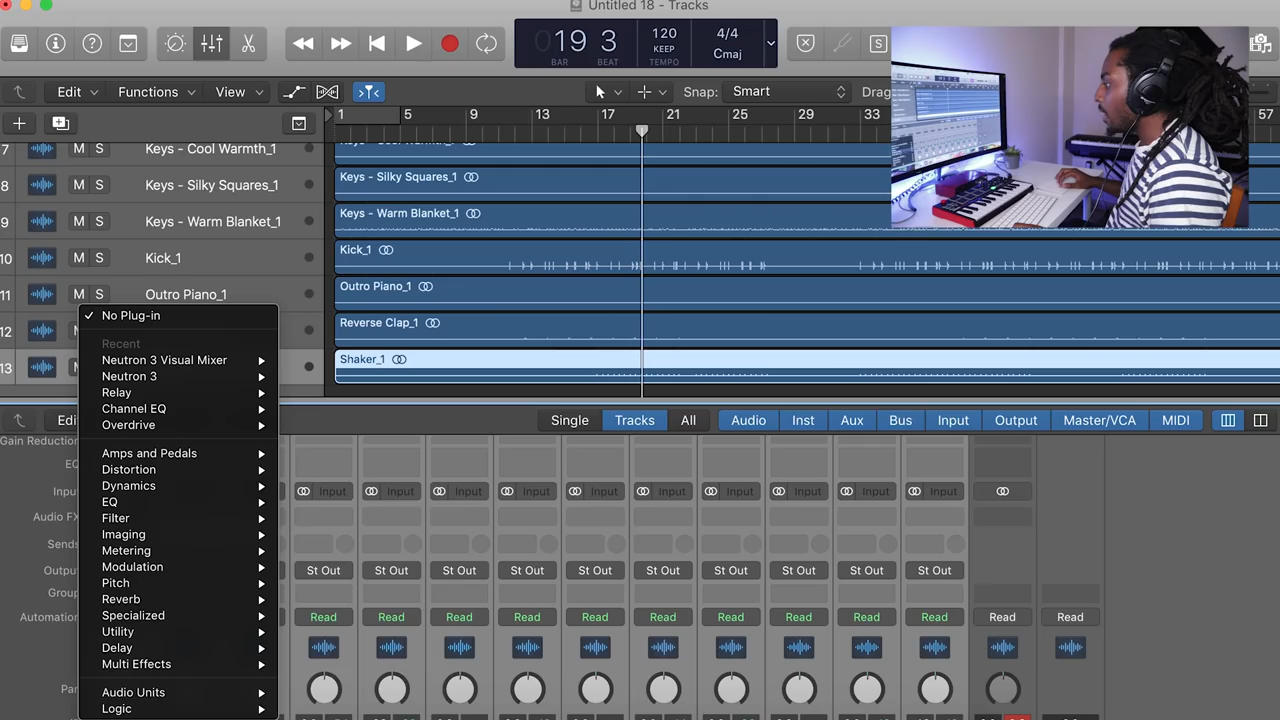 Untitled 18 - Tracks
019 3
BAR BEAT
120
KEEP
TEMPO
4/4
Cmaj
S
Edit Functions View Snap: Smart Drag
1 5 9 13 17 21 25 29 33 57
7 M S Keys - Cool Warmth_1
8 M S Keys - Silky Squares_1 Keys - Silky Squares_1
9 M S Keys - Warm Blanket_1 Keys - Warm Blanket_1
10 M S Kick_1 Kick_1
11 M S Outro Piano_1 Outro Piano_1
12 Reverse Clap_1
13 Shaker_1
No Plug-in
Recent
Neutron 3 Visual Mixer
Neutron 3
Relay
Channel EQ
Overdrive
Amps and Pedals
Distortion
Dynamics
EQ
Filter
Imaging
Metering
Modulation
Pitch
Reverb
Specialized
Utility
Delay
Multi Effects
Audio Units
Logic
Single Tracks All Audio Inst Aux Bus Input Output Master/VCA MIDI
Gain Reduction
EQ
Input Input Input Input Input Input Input Input Input Input
Audio FX
Sends
St Out St Out St Out St Out St Out St Out St Out St Out St Out St Out
Automation Read Read Read Read Read Read Read Read Read Read Read Read